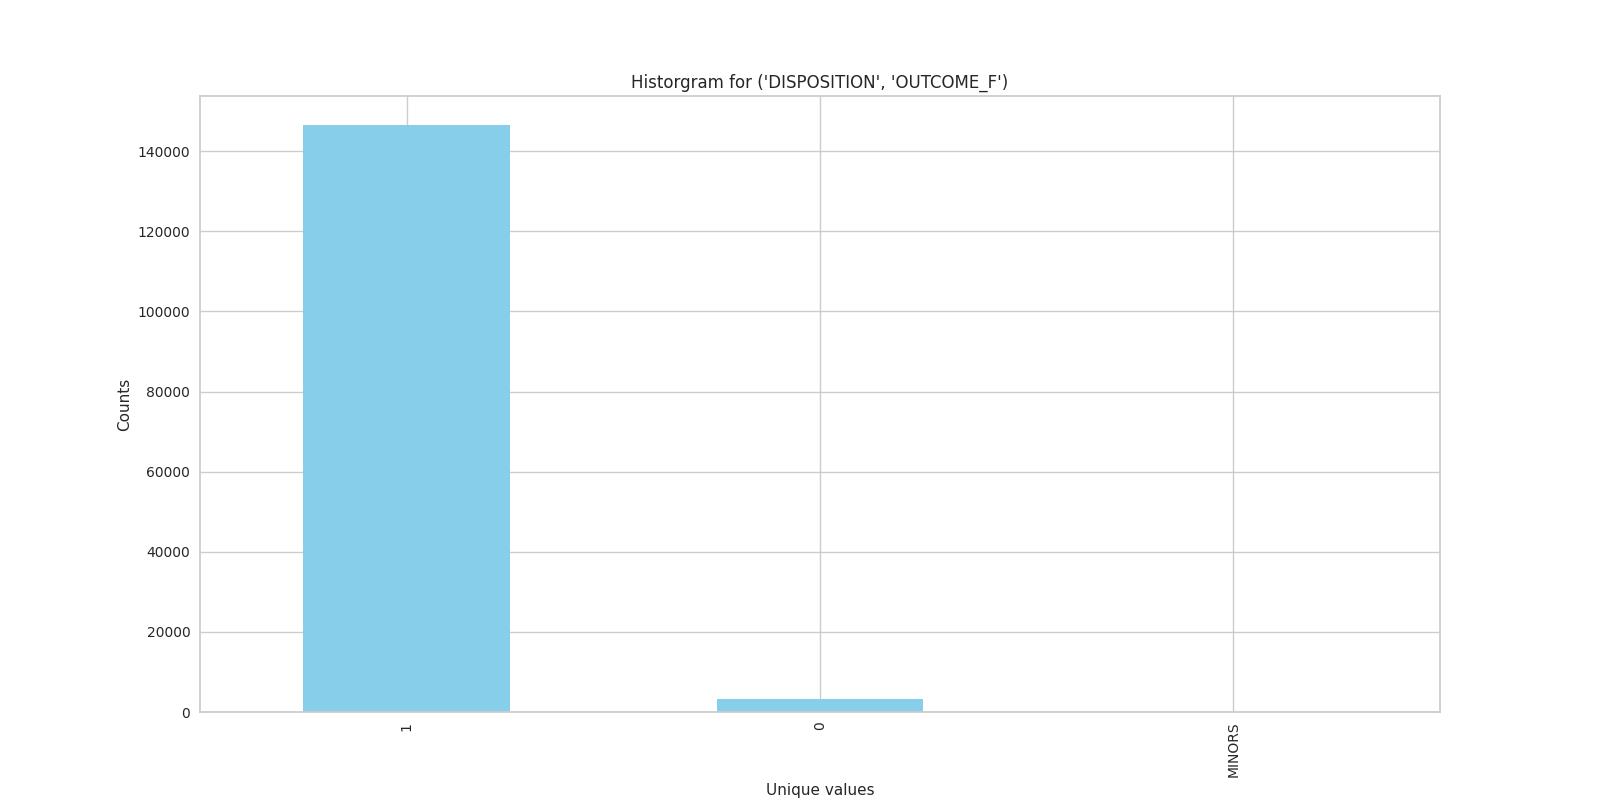 Historgram for ('DISPOSITION', 'OUTCOME_F')
140000
120000
100000
80000
60000
40000
20000
0
Counts
1
0
MINORS
Unique values